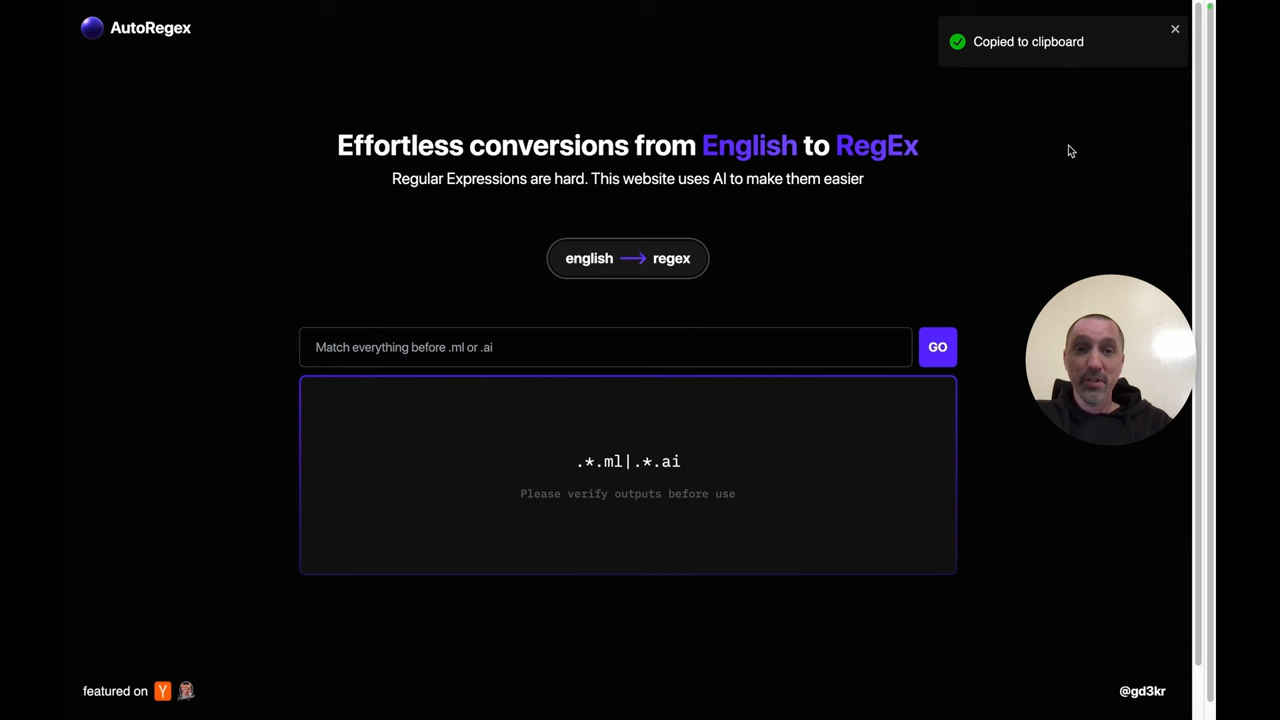 AutoRegex
Copied to clipboard
Effortless conversions from English to RegEx
Regular Expressions are hard. This website uses AI to make them easier
english → regex
Match everything before .ml or .ai
GO
.*.ml|.*.ai
Please verify outputs before use
featured on Y
@gd3kr